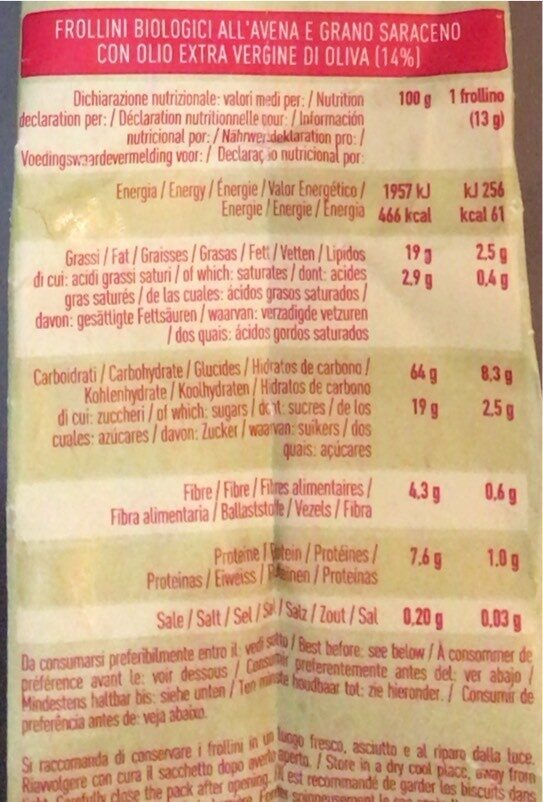 FROLLINI BIOLOGICI ALL'AVENA E GRANO SARACENO
CON OLIO EXTRA VERGINE DI OLIVA (14%)
Dichiarazione nutrizionale: valori medi per: / Nutrition 100 g 1 frollino
declaration per: / Déclaration nutritionnelle pour: / Información (13 g)
nutricional por: / Nährwertdeklaration pro: /
Voedingswaardevermelding voor: / Declaração nutricional por:
Energia / Energy / Énergie / Valor Energético / 1957 kJ kJ 256
Energie / Energie / Energia 466 kcal kcal 61
Grassi / Fat / Graisses / Grasas / Fett / Vetten / Lipidos 19 g 2,5 g
di cui: acidi grassi saturi / of which: saturates / dont: acides 2,9 g 0,4 g
gras saturés / de las cuales: ácidos grasos saturados /
davon: gesättigte Fettsäuren / waarvan: verzadigde vetzuren
/ dos quais: ácidos gordos saturados
Carboidrati / Carbohydrate / Glucides / Hidratos de carbono / 64 g 8,3 g
Kohlenhydrate / Koolhydraten / Hidratos de carbono
di cui: zuccheri / of which: sugars / dont: sucres / de los 19 g 2,5 g
cuales: azúcares / davon: Zucker / waarvan: suikers / dos
quais: açúcares
Fibre / Fibre / Fibres alimentaires / 4,3 g 0,6 g
Fibra alimentaria / Ballaststoffe / Vezels / Fibra
Proteine / Protein / Protéines / 7,6 g 1,0 g
Proteinas / Eiweiss / Proteinas
Sale / Salt / Sel / Sal / Salz / Zout / Sal 0,20 g 0,03 g
Da consumarsi preferibilmente entro il: vedi sotto / Best before: see below / À consommer de
préférence avant le: voir dessous / Consumir preferentemente antes del: ver abajo /
Mindestens haltbar bis: siehe unten / Ten minste houdbaar tot: zie hieronder. / Consumir de
preferência antes de: veja abaixo.
Si raccomanda di conservare i frollini in un luogo fresco, asciutto e al riparo dalla luce.
Riavvolgere con cura il sacchetto dopo averlo aperto. / Store in a dry cool place, away from
Carefully close the pack after opening. Il est recommandé de garder les biscuits dans